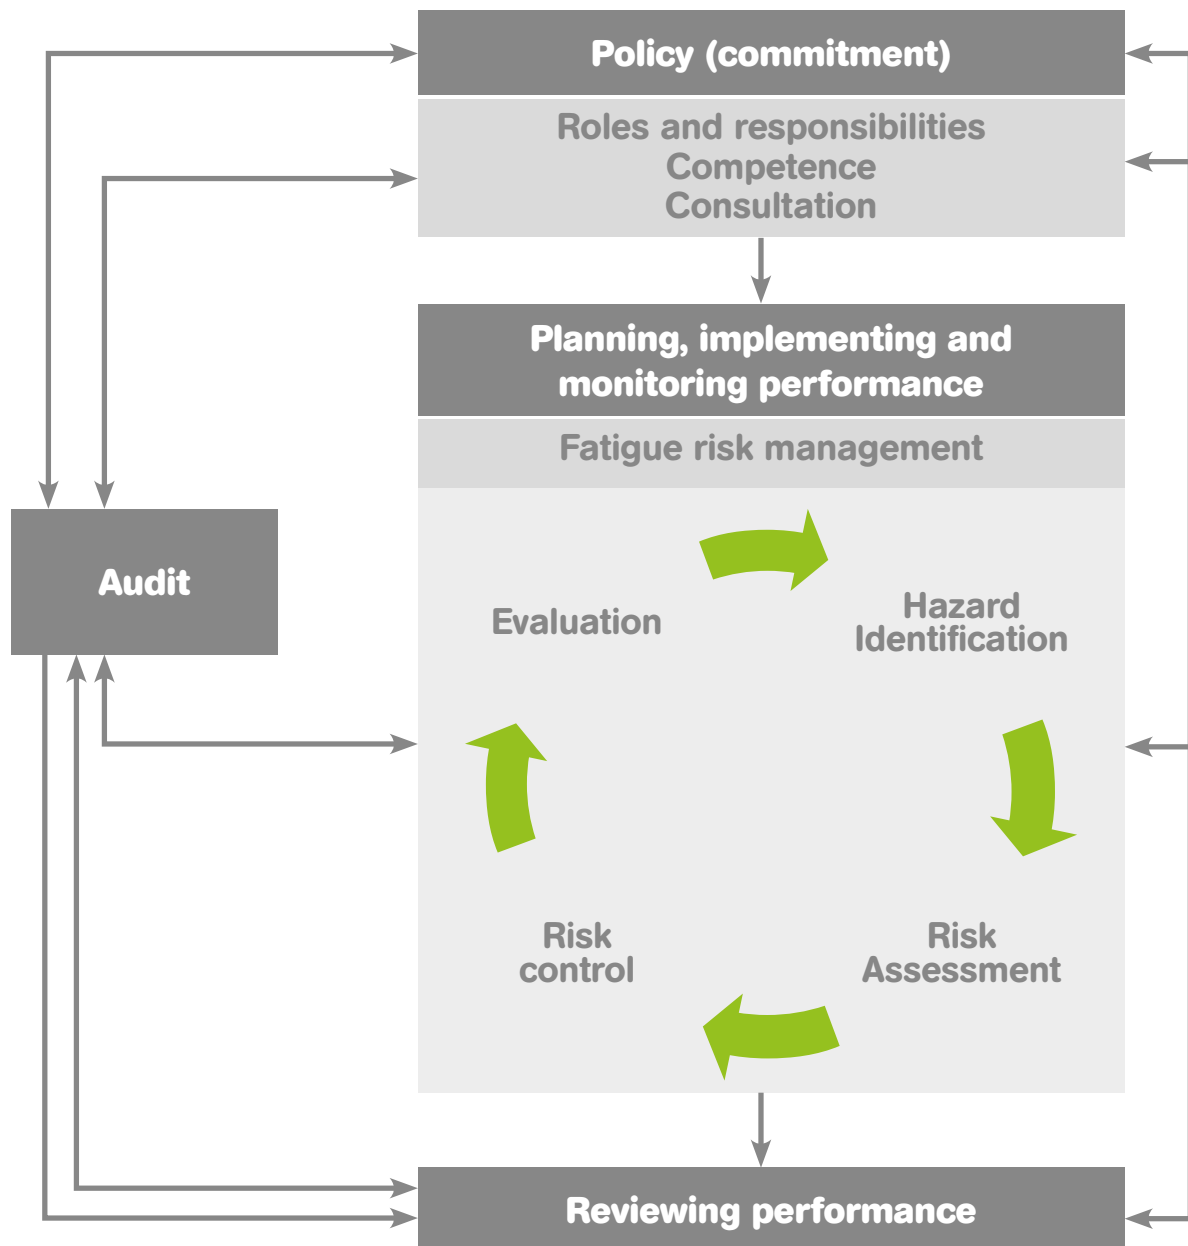 Policy (commitment)
Roles and responsibilities
Competence
Consultation
Planning, implementing and
monitoring performance
Fatigue risk management
Audit
Evaluation
Hazard
Identification
Risk
control
Risk
Assessment
Reviewing performance